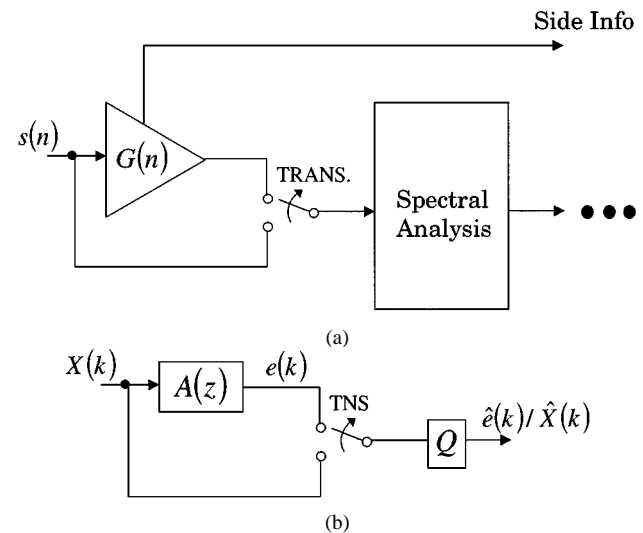 Side Info
s(n)
G(n)
TRANS.
Spectral
Analysis
(a)
X(k)
A(z)
e(k)
TNS
Q
ê(k)/ X̂(k)
(b)